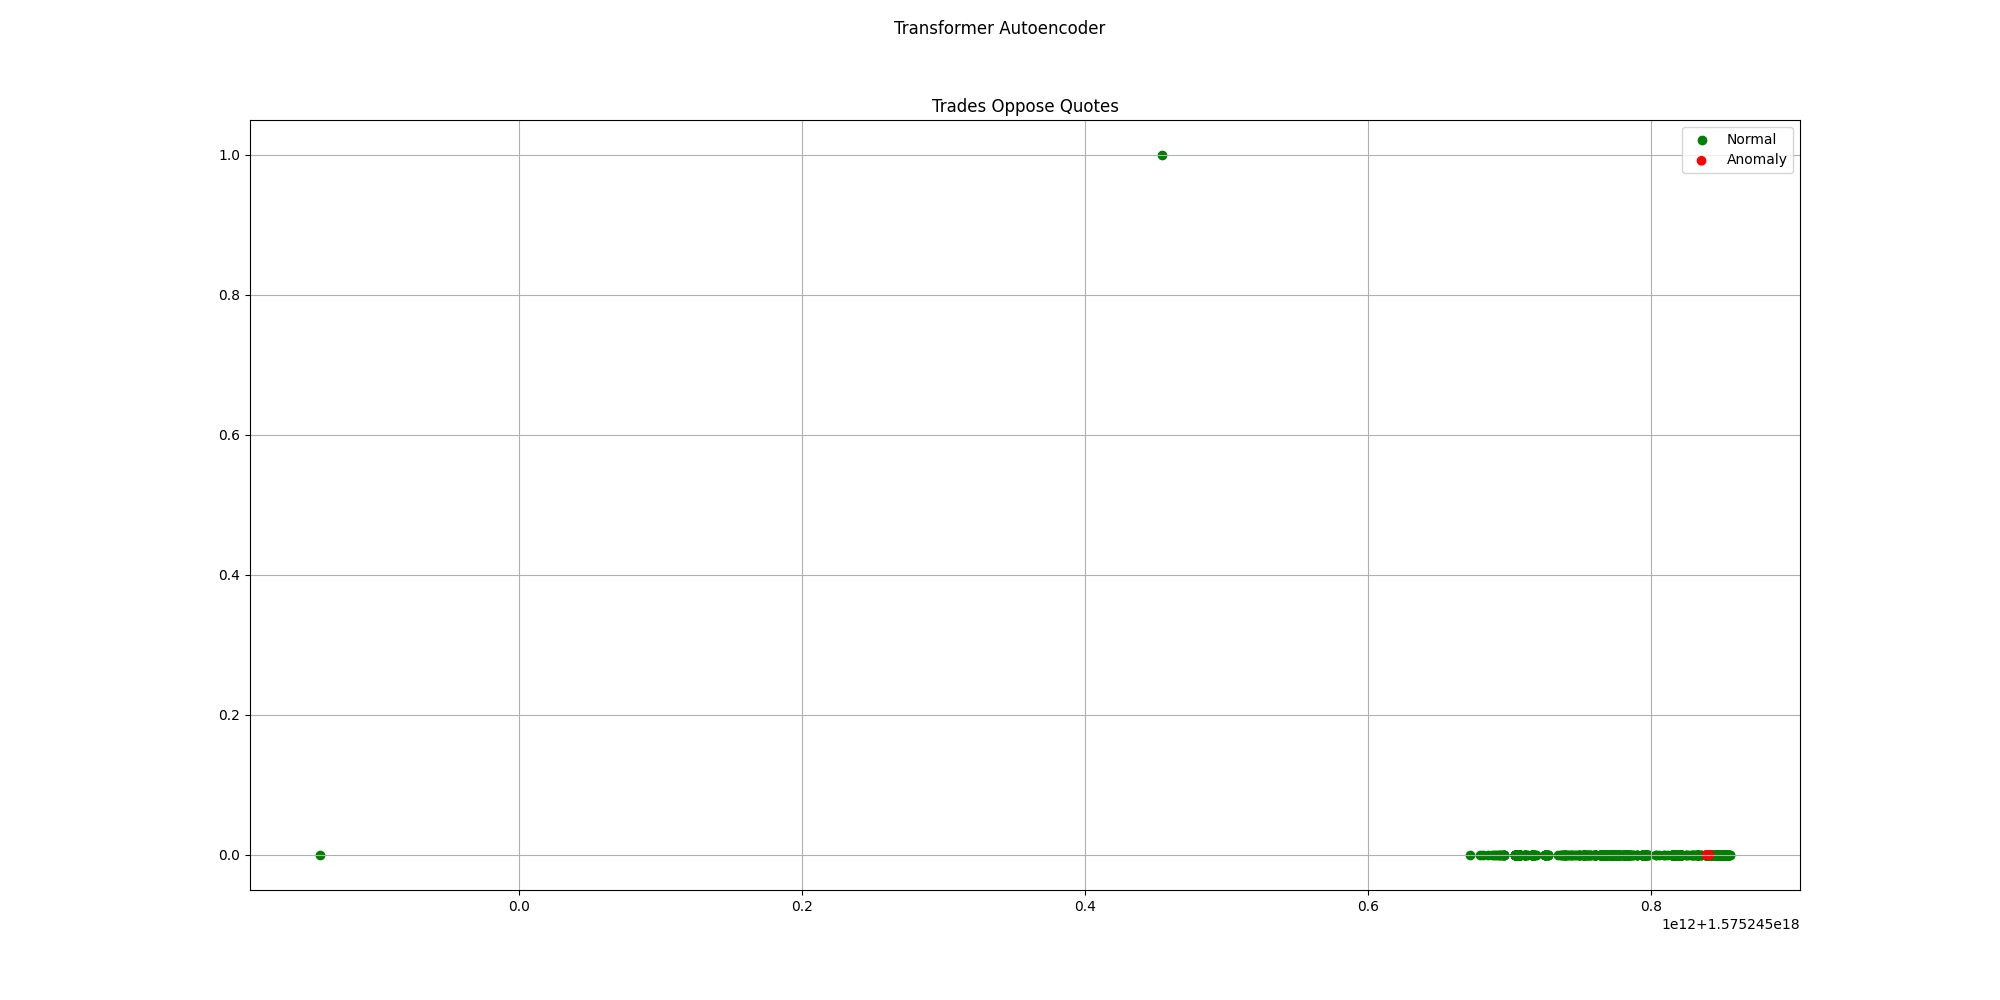 Transformer Autoencoder
Trades Oppose Quotes
Normal
Anomaly
1.0
0.8
0.6
0.4
0.2
0.0
0.0 0.2 0.4 0.6 0.8
1e12+1.575245e18